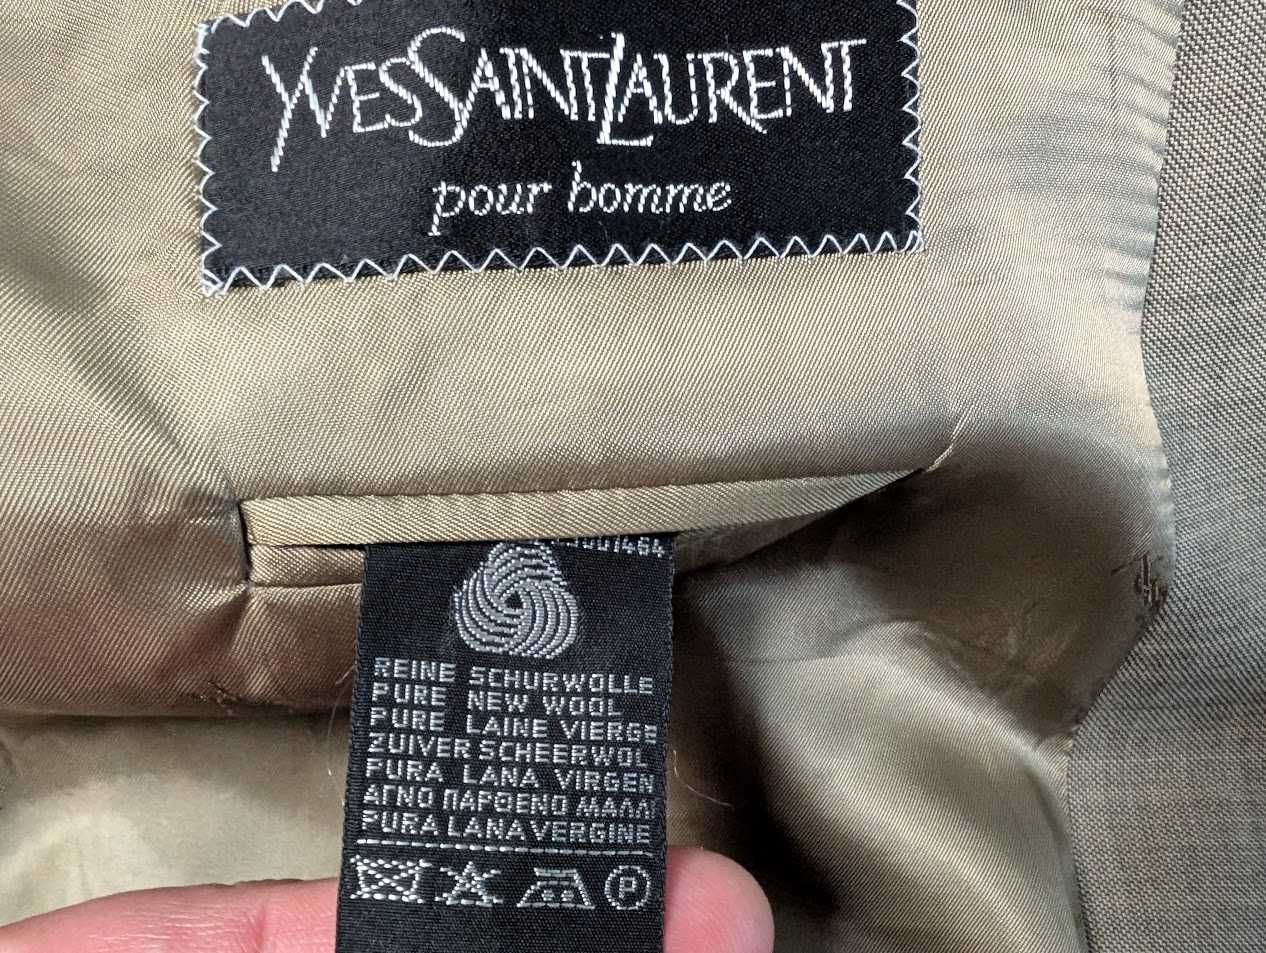 YVESSAINTLAURENT
pour homme
REINE SCHURWOLLE
PURE NEW WOOL
PURE LAINE VIERGE
ZUIVER SCHEERWOL
PURA LANA VIRGEN
ΑΓΝΟ ΠΑΡΘΕΝΟ ΜΑΛΛΙ
PURA LANA VERGINE
P